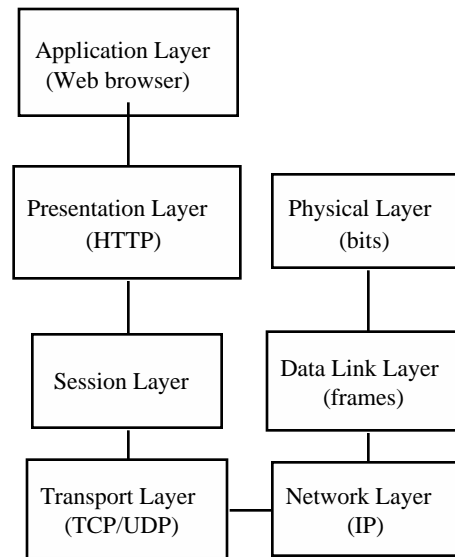 Application Layer
(Web browser)
Presentation Layer
(HTTP)
Session Layer
Transport Layer
(TCP/UDP)
Network Layer
(IP)
Data Link Layer
(frames)
Physical Layer
(bits)